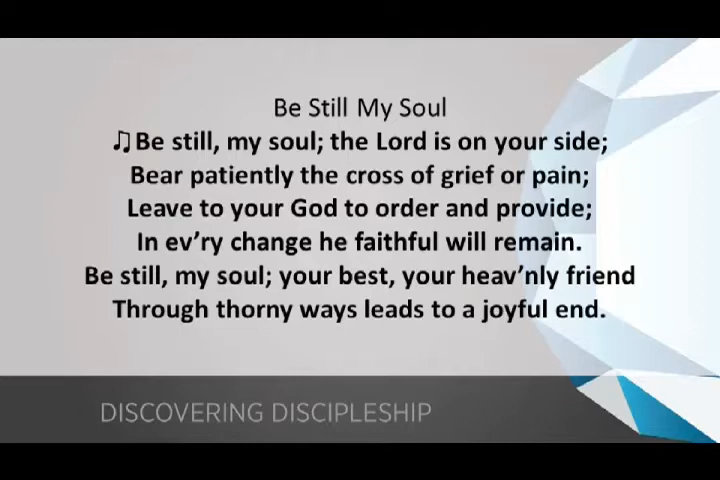 Be Still My Soul
♫Be still, my soul; the Lord is on your side;
Bear patiently the cross of grief or pain;
Leave to your God to order and provide;
In ev’ry change he faithful will remain.
Be still, my soul; your best, your heav’nly friend
Through thorny ways leads to a joyful end.
DISCOVERING DISCIPLESHIP